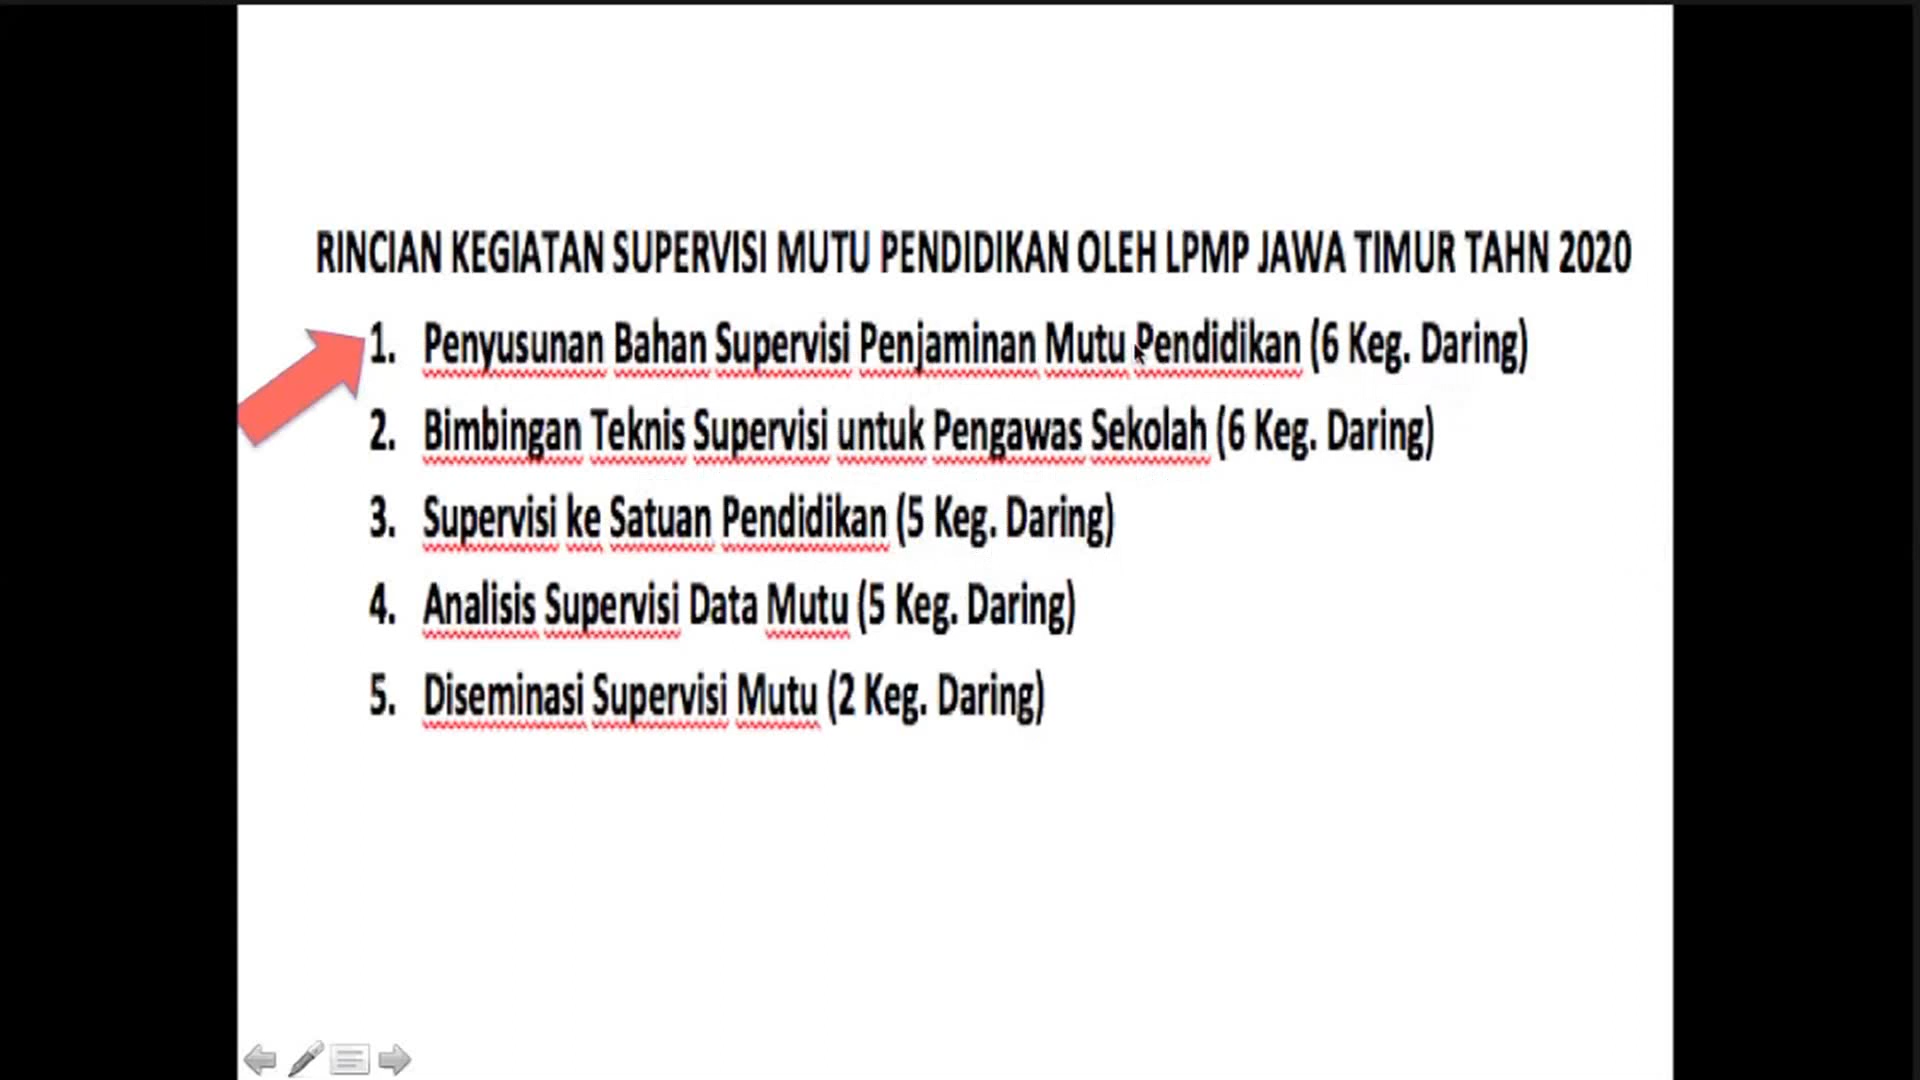 RINCIAN KEGIATAN SUPERVISI MUTU PENDIDIKAN OLEH LPMP JAWA TIMUR TAHN 2020
1. Penyusunan Bahan Supervisi Penjaminan Mutu Pendidikan (6 Keg. Daring)
2. Bimbingan Teknis Supervisi untuk Pengawas Sekolah (6 Keg. Daring)
3. Supervisi ke Satuan Pendidikan (5 Keg. Daring)
4. Analisis Supervisi Data Mutu (5 Keg. Daring)
5. Diseminasi Supervisi Mutu (2 Keg. Daring)